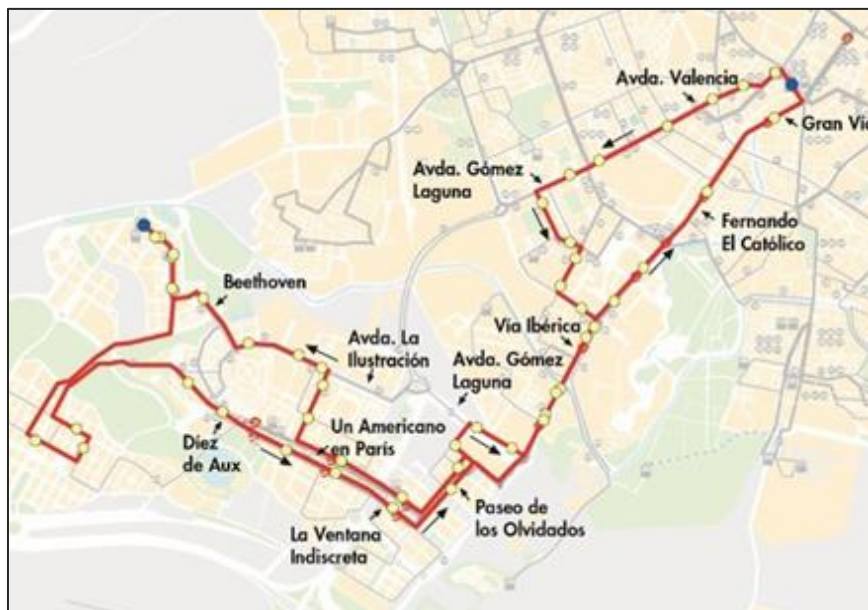 Avda. Valencia
Gran Vía
Avda. Gómez
Laguna
Fernando
El Católico
Beethoven
Vía Ibérica
Avda. La
Ilustración
Avda. Gómez
Laguna
Un Americano
en París
Diez
de Aux
Paseo de
los Olvidados
La Ventana
Indiscreta